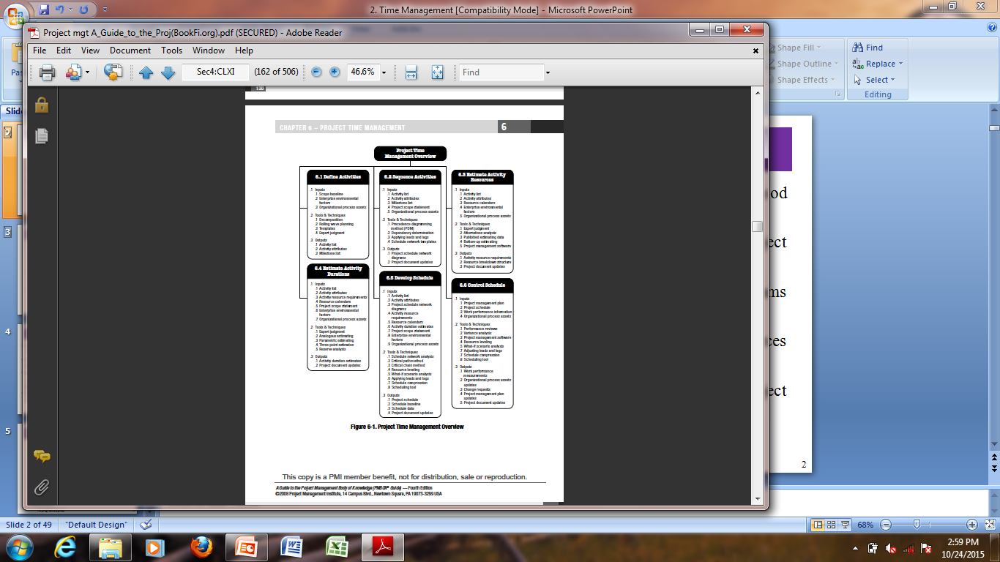 2. Time Management [Compatibility Mode] - Microsoft PowerPoint
Project mgt A_Guide_to_the_Proj(BookFi.org).pdf (SECURED) - Adobe Reader
File Edit View Document Tools Window Help
Sec4:CLXI (162 of 506) 46.6% Find
Shape Fill
Shape Outline
Shape Effects
Find
Replace
Select
Editing
Pas
Slid
2
3
4
5
130
CHAPTER 6 − PROJECT TIME MANAGEMENT 6
Project Time
Management Overview
6.1 Define Activities
.1 Inputs
.1 Scope baseline
.2 Enterprise environmental
factors
.3 Organizational process assets
.2 Tools & Techniques
.1 Decomposition
.2 Rolling wave planning
.3 Templates
.4 Expert judgment
.3 Outputs
.1 Activity list
.2 Activity attributes
.3 Milestone list
6.2 Sequence Activities
.1 Inputs
.1 Activity list
.2 Activity attributes
.3 Milestone list
.4 Project scope statement
.5 Organizational process assets
.2 Tools & Techniques
.1 Precedence diagramming
method (PDM)
.2 Dependency determination
.3 Applying leads and lags
.4 Schedule network templates
.3 Outputs
.1 Project schedule network
diagrams
.2 Project document updates
6.3 Estimate Activity
Resources
.1 Inputs
.1 Activity list
.2 Activity attributes
.3 Resource calendars
.4 Enterprise environmental
factors
.5 Organizational process assets
.2 Tools & Techniques
.1 Expert judgment
.2 Alternatives analysis
.3 Published estimating data
.4 Bottom-up estimating
.5 Project management software
.3 Outputs
.1 Activity resource requirements
.2 Resource breakdown structure
.3 Project document updates
6.4 Estimate Activity
Durations
.1 Inputs
.1 Activity list
.2 Activity attributes
.3 Activity resource requirements
.4 Resource calendars
.5 Project scope statement
.6 Enterprise environmental
factors
.7 Organizational process assets
.2 Tools & Techniques
.1 Expert judgment
.2 Analogous estimating
.3 Parametric estimating
.4 Three-point estimates
.5 Reserve analysis
.3 Outputs
.1 Activity duration estimates
.2 Project document updates
6.5 Develop Schedule
.1 Inputs
.1 Activity list
.2 Activity attributes
.3 Project schedule network
diagrams
.4 Activity resource
requirements
.5 Resource calendars
.6 Activity duration estimates
.7 Project scope statement
.8 Enterprise environmental
factors
.9 Organizational process assets
.2 Tools & Techniques
.1 Schedule network analysis
.2 Critical path method
.3 Critical chain method
.4 Resource leveling
.5 What-if scenario analysis
.6 Applying leads and lags
.7 Schedule compression
.8 Scheduling tool
.3 Outputs
.1 Project schedule
.2 Schedule baseline
.3 Schedule data
.4 Project document updates
6.6 Control Schedule
.1 Inputs
.1 Project management plan
.2 Project schedule
.3 Work performance information
.4 Organizational process assets
.2 Tools & Techniques
.1 Performance reviews
.2 Variance analysis
.3 Project management software
.4 Resource leveling
.5 What-if scenario analysis
.6 Adjusting leads and lags
.7 Schedule compression
.8 Scheduling tool
.3 Outputs
.1 Work performance
measurements
.2 Organizational process assets
updates
.3 Change requests
.4 Project management plan
updates
.5 Project document updates
Figure 6-1. Project Time Management Overview
This copy is a PMI member benefit, not for distribution, sale or reproduction.
A Guide to the Project Management Body of Knowledge (PMBOK® Guide) — Fourth Edition
©2008 Project Management Institute, 14 Campus Blvd., Newtown Square, PA 19073-3299 USA
od
ect
ms
ces
ect
2
Slide 2 of 49 "Default Design" 68%
2:59 PM
10/24/2015